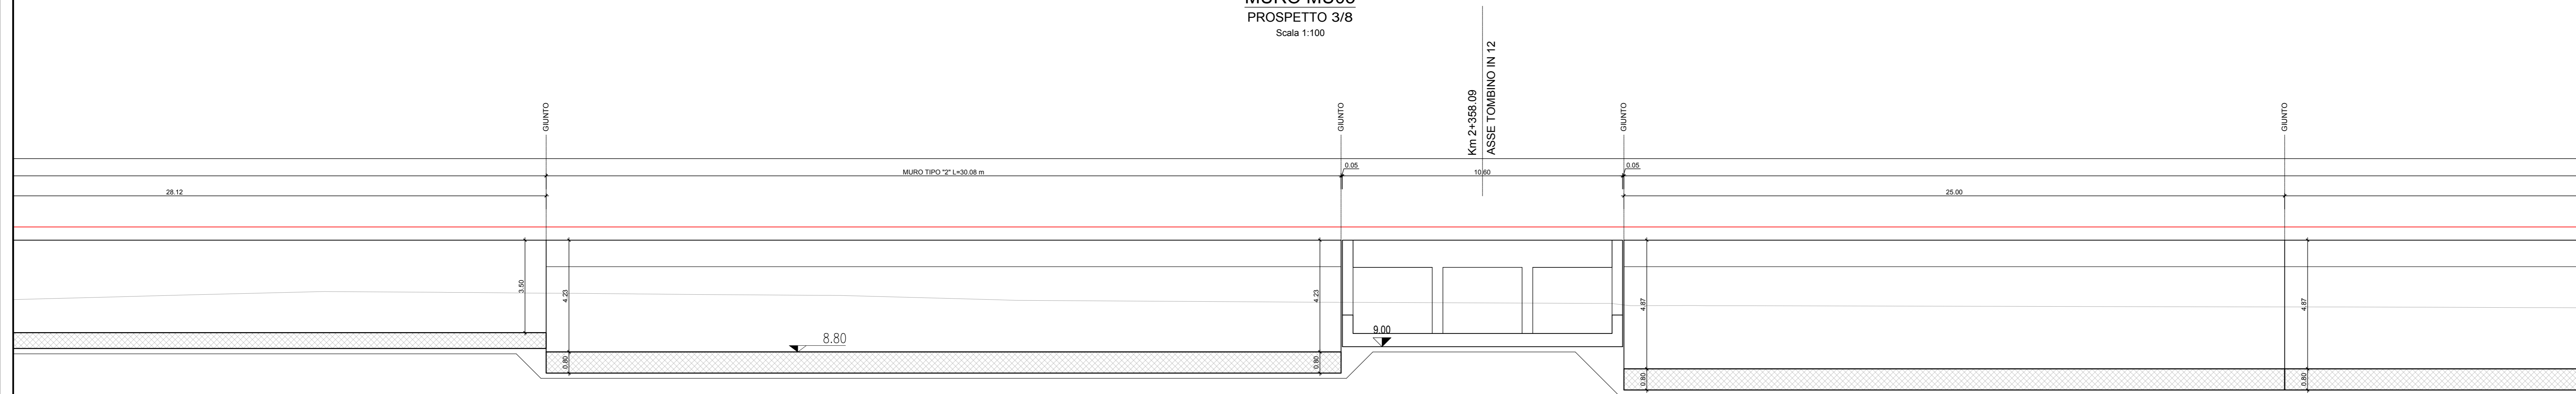 PROSPETTO 3/8
Scala 1:100
Km 2+358.09
ASSE TOMBINO IN 12
GIUNTO
GIUNTO
GIUNTO
GIUNTO
0.05
0.05
MURO TIPO "2" L=30.08 m
10.60
28.12
25.00
3.50
4.23
4.23
4.87
4.87
8.80
9.00
0.80
0.80
0.80
0.80